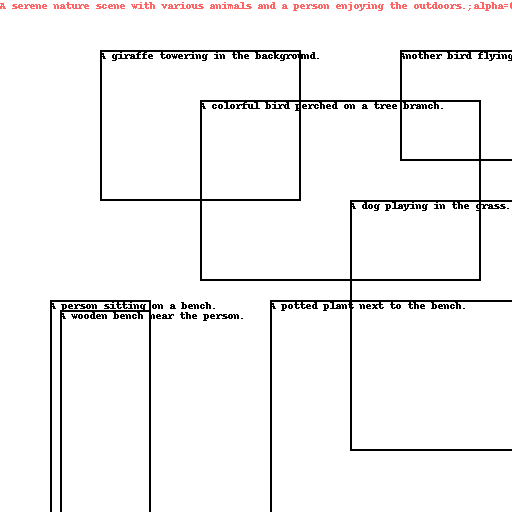 A serene nature scene with various animals and a person enjoying the outdoors.;alpha=
A giraffe towering in the background.
Another bird flying
A colorful bird perched on a tree branch.
A dog playing in the grass.
A person sitting on a bench.
A potted plant next to the bench.
A wooden bench near the person.